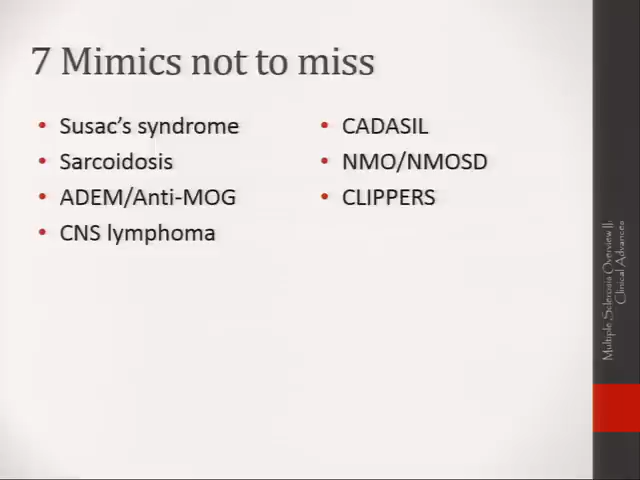 7 Mimics not to miss
• Susac's syndrome
• Sarcoidosis
• ADEM/Anti-MOG
• CNS lymphoma
• CADASIL
• NMO/NMOSD
• CLIPPERS
Multiple Sclerosis Overview II:
Clinical Advances